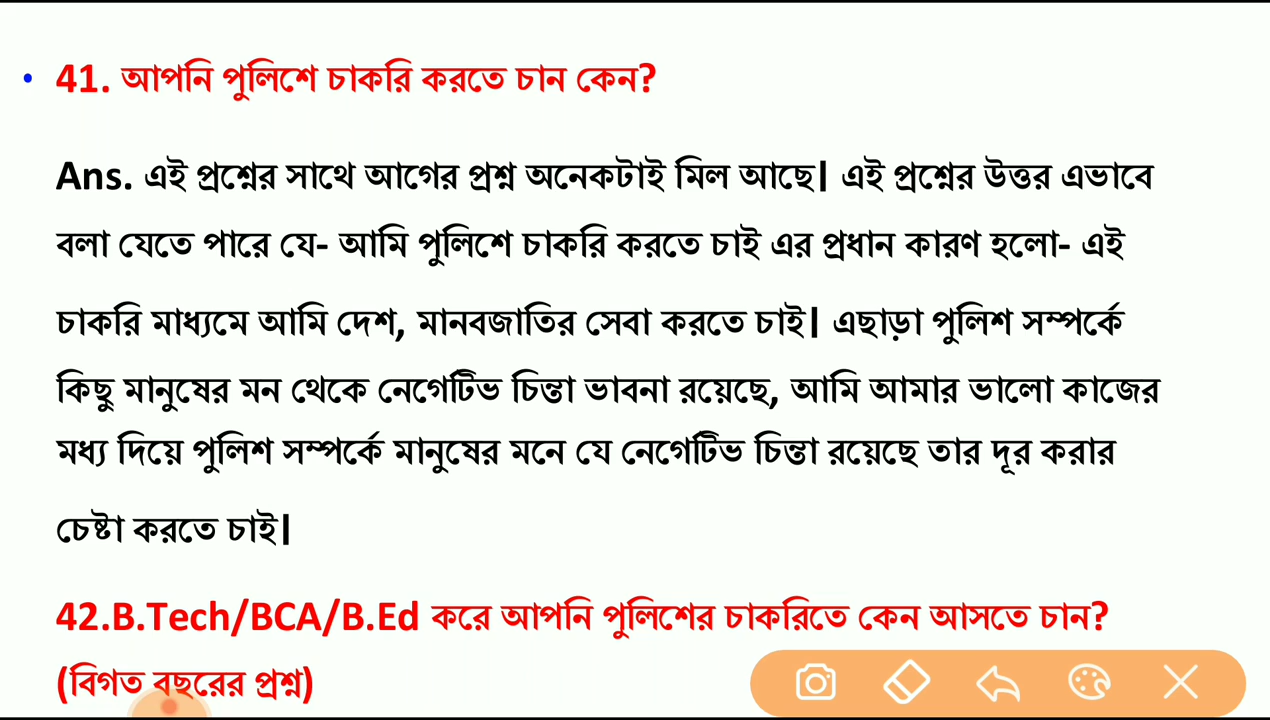 • 41. আপনি পুলিশে চাকরি করতে চান কেন?
Ans. এই প্রশ্নের সাথে আগের প্রশ্ন অনেকটাই মিল আছে। এই প্রশ্নের উত্তর এভাবে
বলা যেতে পারে যে- আমি পুলিশে চাকরি করতে চাই এর প্রধান কারণ হলো- এই
চাকরি মাধ্যমে আমি দেশ, মানবজাতির সেবা করতে চাই। এছাড়া পুলিশ সম্পর্কে
কিছু মানুষের মন থেকে নেগেটিভ চিন্তা ভাবনা রয়েছে, আমি আমার ভালো কাজের
মধ্য দিয়ে পুলিশ সম্পর্কে মানুষের মনে যে নেগেটিভ চিন্তা রয়েছে তার দূর করার
চেষ্টা করতে চাই।
42.B.Tech/BCA/B.Ed করে আপনি পুলিশের চাকরিতে কেন আসতে চান?
(বিগত বছরের প্রশ্ন)